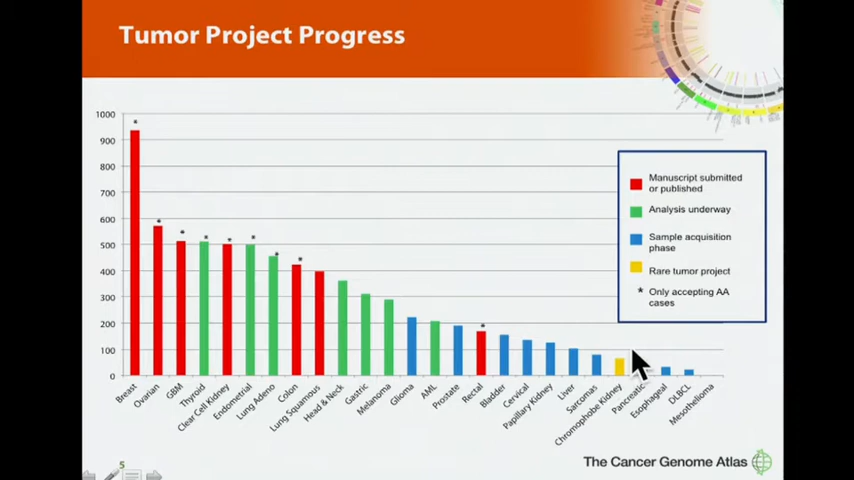 Tumor Project Progress
1000
900
800
700
600
500
400
300
200
100
0
*
*
*
*
*
*
*
*
*
Breast
Ovarian
GBM
Thyroid
Clear Cell Kidney
Endometrial
Lung Adeno
Colon
Lung Squamous
Head & Neck
Gastric
Melanoma
Glioma
AML
Prostate
Rectal
Bladder
Cervical
Papillary Kidney
Liver
Sarcomas
Chromophobe Kidney
Pancreatic
Esophageal
DLBCL
Mesothelioma
Manuscript submitted
or published
Analysis underway
Sample acquisition
phase
Rare tumor project
* Only accepting AA
cases
5
The Cancer Genome Atlas